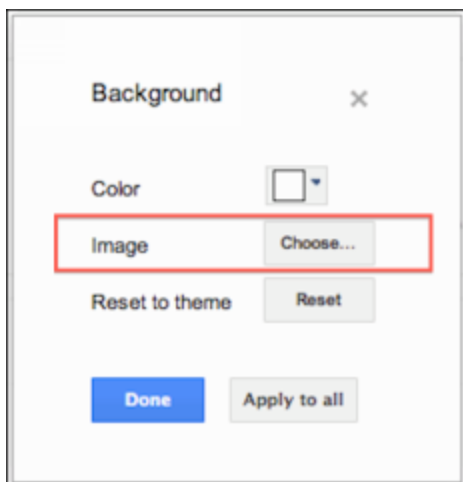 Background
Color
Image Choose...
Reset to theme Reset
Done Apply to all